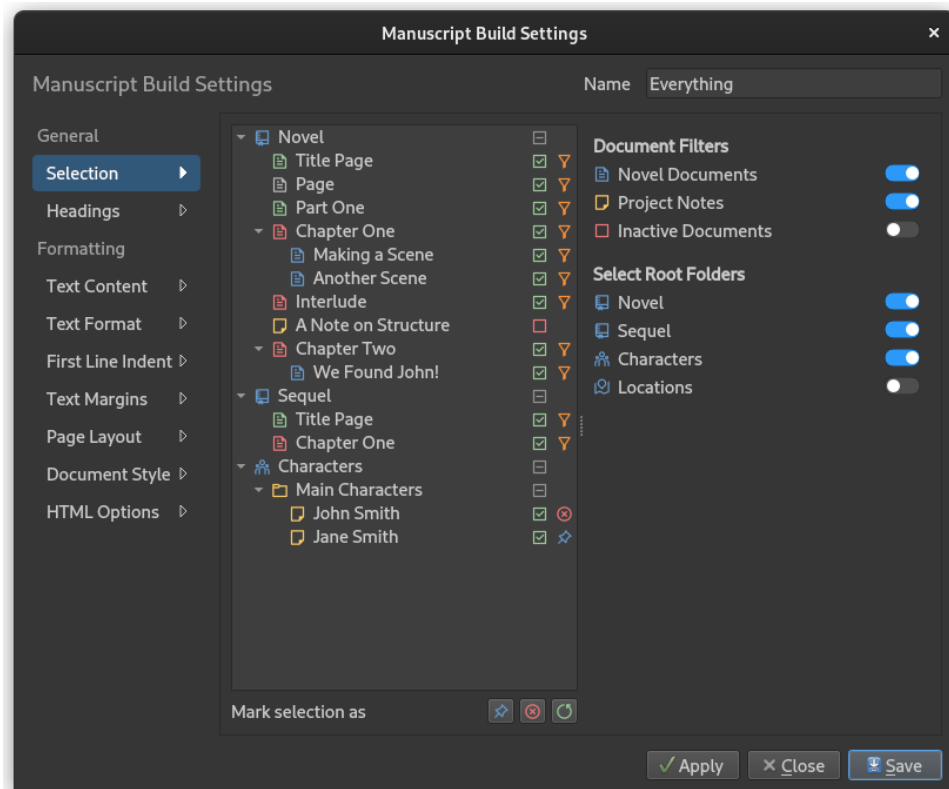 Manuscript Build Settings
Manuscript Build Settings
Name Everything
General
Selection
Headings
Formatting
Text Content
Text Format
First Line Indent
Text Margins
Page Layout
Document Style
HTML Options
Novel
Title Page
Page
Part One
Chapter One
Making a Scene
Another Scene
Interlude
A Note on Structure
Chapter Two
We Found John!
Sequel
Title Page
Chapter One
Characters
Main Characters
John Smith
Jane Smith
Mark selection as
Document Filters
Novel Documents
Project Notes
Inactive Documents
Select Root Folders
Novel
Sequel
Characters
Locations
Apply
Close
Save